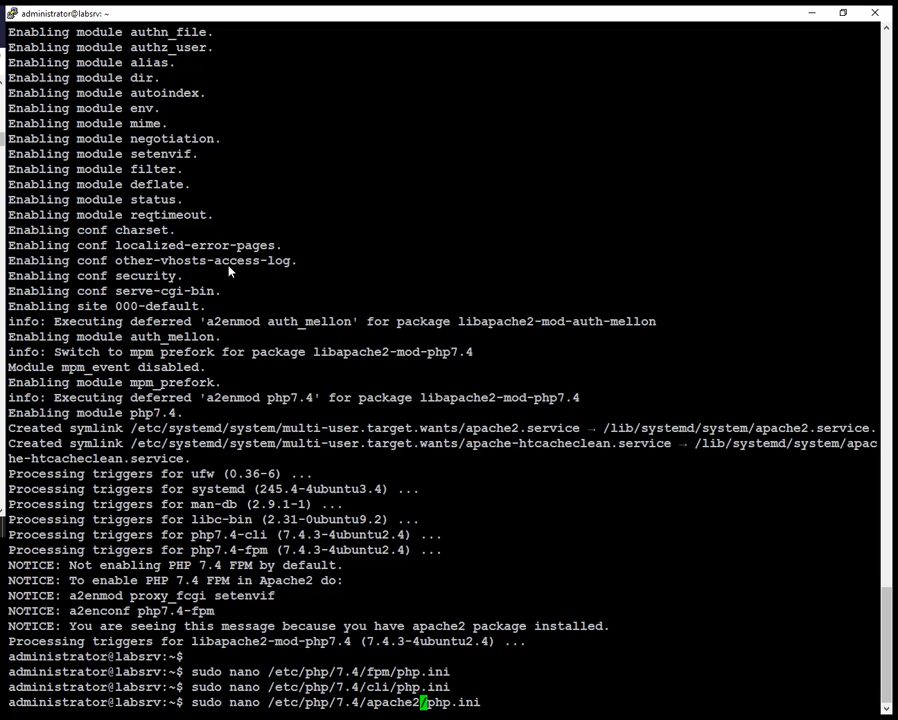 administrator@labsrv: ~
Enabling module authn_file.
Enabling module authz_user.
Enabling module alias.
Enabling module dir.
Enabling module autoindex.
Enabling module env.
Enabling module mime.
Enabling module negotiation.
Enabling module setenvif.
Enabling module filter.
Enabling module deflate.
Enabling module status.
Enabling module reqtimeout.
Enabling conf charset.
Enabling conf localized-error-pages.
Enabling conf other-vhosts-access-log.
Enabling conf security.
Enabling conf serve-cgi-bin.
Enabling site 000-default.
info: Executing deferred 'a2enmod auth_mellon' for package libapache2-mod-auth-mellon
Enabling module auth_mellon.
info: Switch to mpm prefork for package libapache2-mod-php7.4
Module mpm_event disabled.
Enabling module mpm_prefork.
info: Executing deferred 'a2enmod php7.4' for package libapache2-mod-php7.4
Enabling module php7.4.
Created symlink /etc/systemd/system/multi-user.target.wants/apache2.service → /lib/systemd/system/apache2.service.
Created symlink /etc/systemd/system/multi-user.target.wants/apache-htcacheclean.service → /lib/systemd/system/apac
he-htcacheclean.service.
Processing triggers for ufw (0.36-6) ...
Processing triggers for systemd (245.4-4ubuntu3.4) ...
Processing triggers for man-db (2.9.1-1) ...
Processing triggers for libc-bin (2.31-0ubuntu9.2) ...
Processing triggers for php7.4-cli (7.4.3-4ubuntu2.4) ...
Processing triggers for php7.4-fpm (7.4.3-4ubuntu2.4) ...
NOTICE: Not enabling PHP 7.4 FPM by default.
NOTICE: To enable PHP 7.4 FPM in Apache2 do:
NOTICE: a2enmod proxy_fcgi setenvif
NOTICE: a2enconf php7.4-fpm
NOTICE: You are seeing this message because you have apache2 package installed.
Processing triggers for libapache2-mod-php7.4 (7.4.3-4ubuntu2.4) ...
administrator@labsrv:~$
administrator@labsrv:~$ sudo nano /etc/php/7.4/fpm/php.ini
administrator@labsrv:~$ sudo nano /etc/php/7.4/cli/php.ini
administrator@labsrv:~$ sudo nano /etc/php/7.4/apache2/php.ini